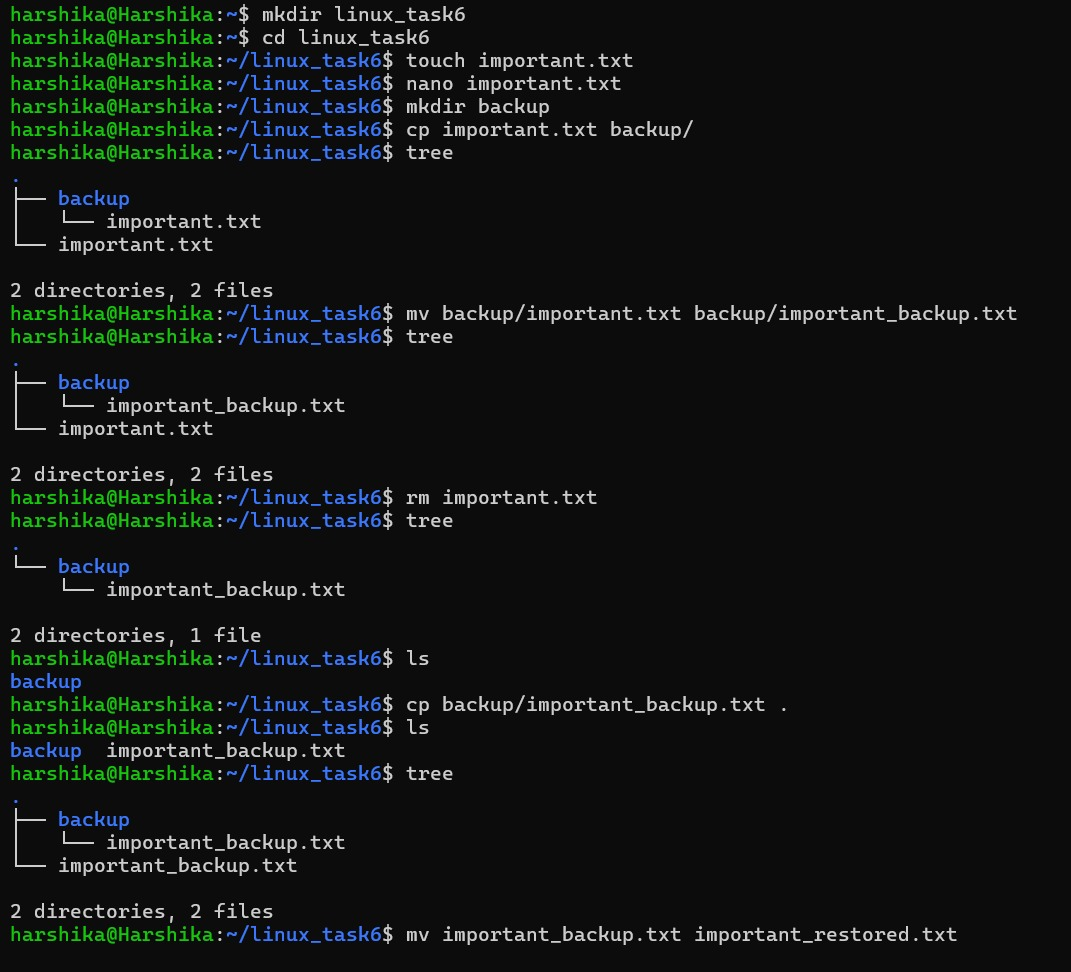 harshika@Harshika:~$ mkdir linux_task6
harshika@Harshika:~$ cd linux_task6
harshika@Harshika:~/linux_task6$ touch important.txt
harshika@Harshika:~/linux_task6$ nano important.txt
harshika@Harshika:~/linux_task6$ mkdir backup
harshika@Harshika:~/linux_task6$ cp important.txt backup/
harshika@Harshika:~/linux_task6$ tree
.
├── backup
│   └── important.txt
└── important.txt

2 directories, 2 files
harshika@Harshika:~/linux_task6$ mv backup/important.txt backup/important_backup.txt
harshika@Harshika:~/linux_task6$ tree
.
├── backup
│   └── important_backup.txt
└── important.txt

2 directories, 2 files
harshika@Harshika:~/linux_task6$ rm important.txt
harshika@Harshika:~/linux_task6$ tree
.
└── backup
    └── important_backup.txt

2 directories, 1 file
harshika@Harshika:~/linux_task6$ ls
backup
harshika@Harshika:~/linux_task6$ cp backup/important_backup.txt .
harshika@Harshika:~/linux_task6$ ls
backup  important_backup.txt
harshika@Harshika:~/linux_task6$ tree
.
├── backup
│   └── important_backup.txt
└── important_backup.txt

2 directories, 2 files
harshika@Harshika:~/linux_task6$ mv important_backup.txt important_restored.txt